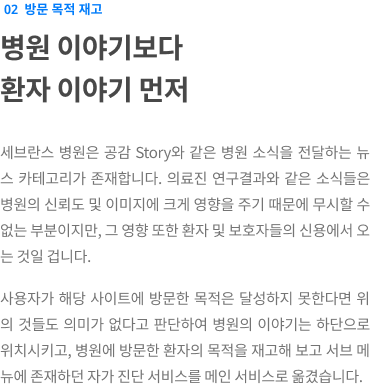 02 방문 목적 재고
병원 이야기보다
환자 이야기 먼저
세브란스 병원은 공감 Story와 같은 병원 소식을 전달하는 뉴
스 카테고리가 존재합니다. 의료진 연구결과와 같은 소식들은
병원의 신뢰도 및 이미지에 크게 영향을 주기 때문에 무시할 수
없는 부분이지만, 그 영향 또한 환자 및 보호자들의 신용에서 오
는 것일 겁니다.
사용자가 해당 사이트에 방문한 목적은 달성하지 못한다면 위
의 것들도 의미가 없다고 판단하여 병원의 이야기는 하단으로
위치시키고, 병원에 방문한 환자의 목적을 재고해 보고 서브 메
뉴에 존재하던 자가 진단 서비스를 메인 서비스로 옮겼습니다.